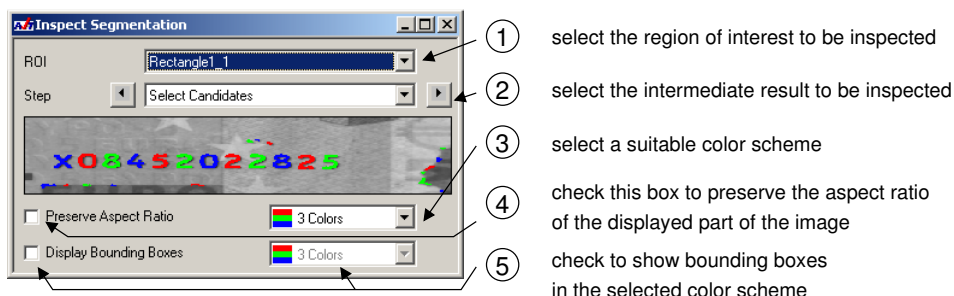 Inspect Segmentation
ROI Rectangle1_1
Step Select Candidates
X08452022825
Preserve Aspect Ratio 3 Colors
Display Bounding Boxes 3 Colors
1 select the region of interest to be inspected
2 select the intermediate result to be inspected
3 select a suitable color scheme
4 check this box to preserve the aspect ratio
of the displayed part of the image
5 check to show bounding boxes
in the selected color scheme